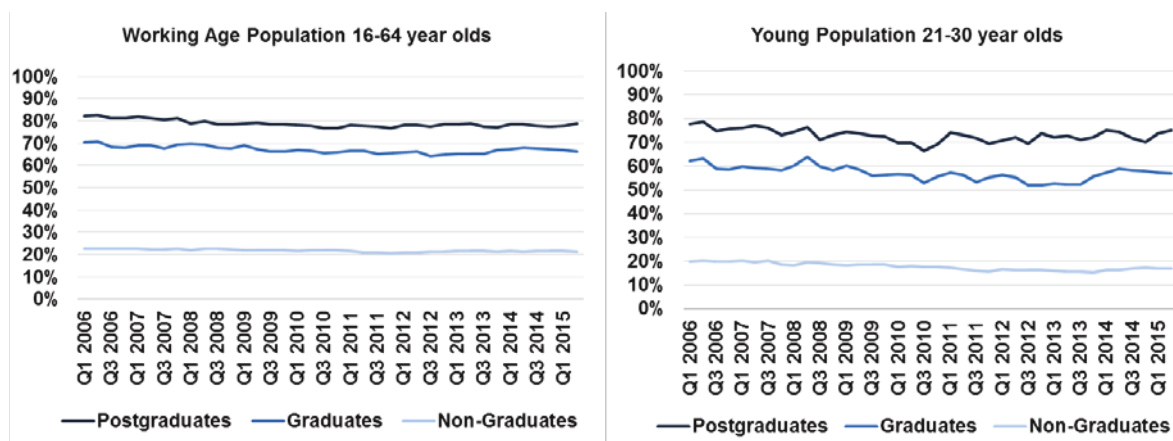 Working Age Population 16-64 year olds
100%
90%
80%
70%
60%
50%
40%
30%
20%
10%
0%
Q1 2006
Q3 2006
Q1 2007
Q3 2007
Q1 2008
Q3 2008
Q1 2009
Q3 2009
Q1 2010
Q3 2010
Q1 2011
Q3 2011
Q1 2012
Q3 2012
Q1 2013
Q3 2013
Q1 2014
Q3 2014
Q1 2015
Postgraduates Graduates Non-Graduates
Young Population 21-30 year olds
100%
90%
80%
70%
60%
50%
40%
30%
20%
10%
0%
Q1 2006
Q3 2006
Q1 2007
Q3 2007
Q1 2008
Q3 2008
Q1 2009
Q3 2009
Q1 2010
Q3 2010
Q1 2011
Q3 2011
Q1 2012
Q3 2012
Q1 2013
Q3 2013
Q1 2014
Q3 2014
Q1 2015
Postgraduates Graduates Non-Graduates